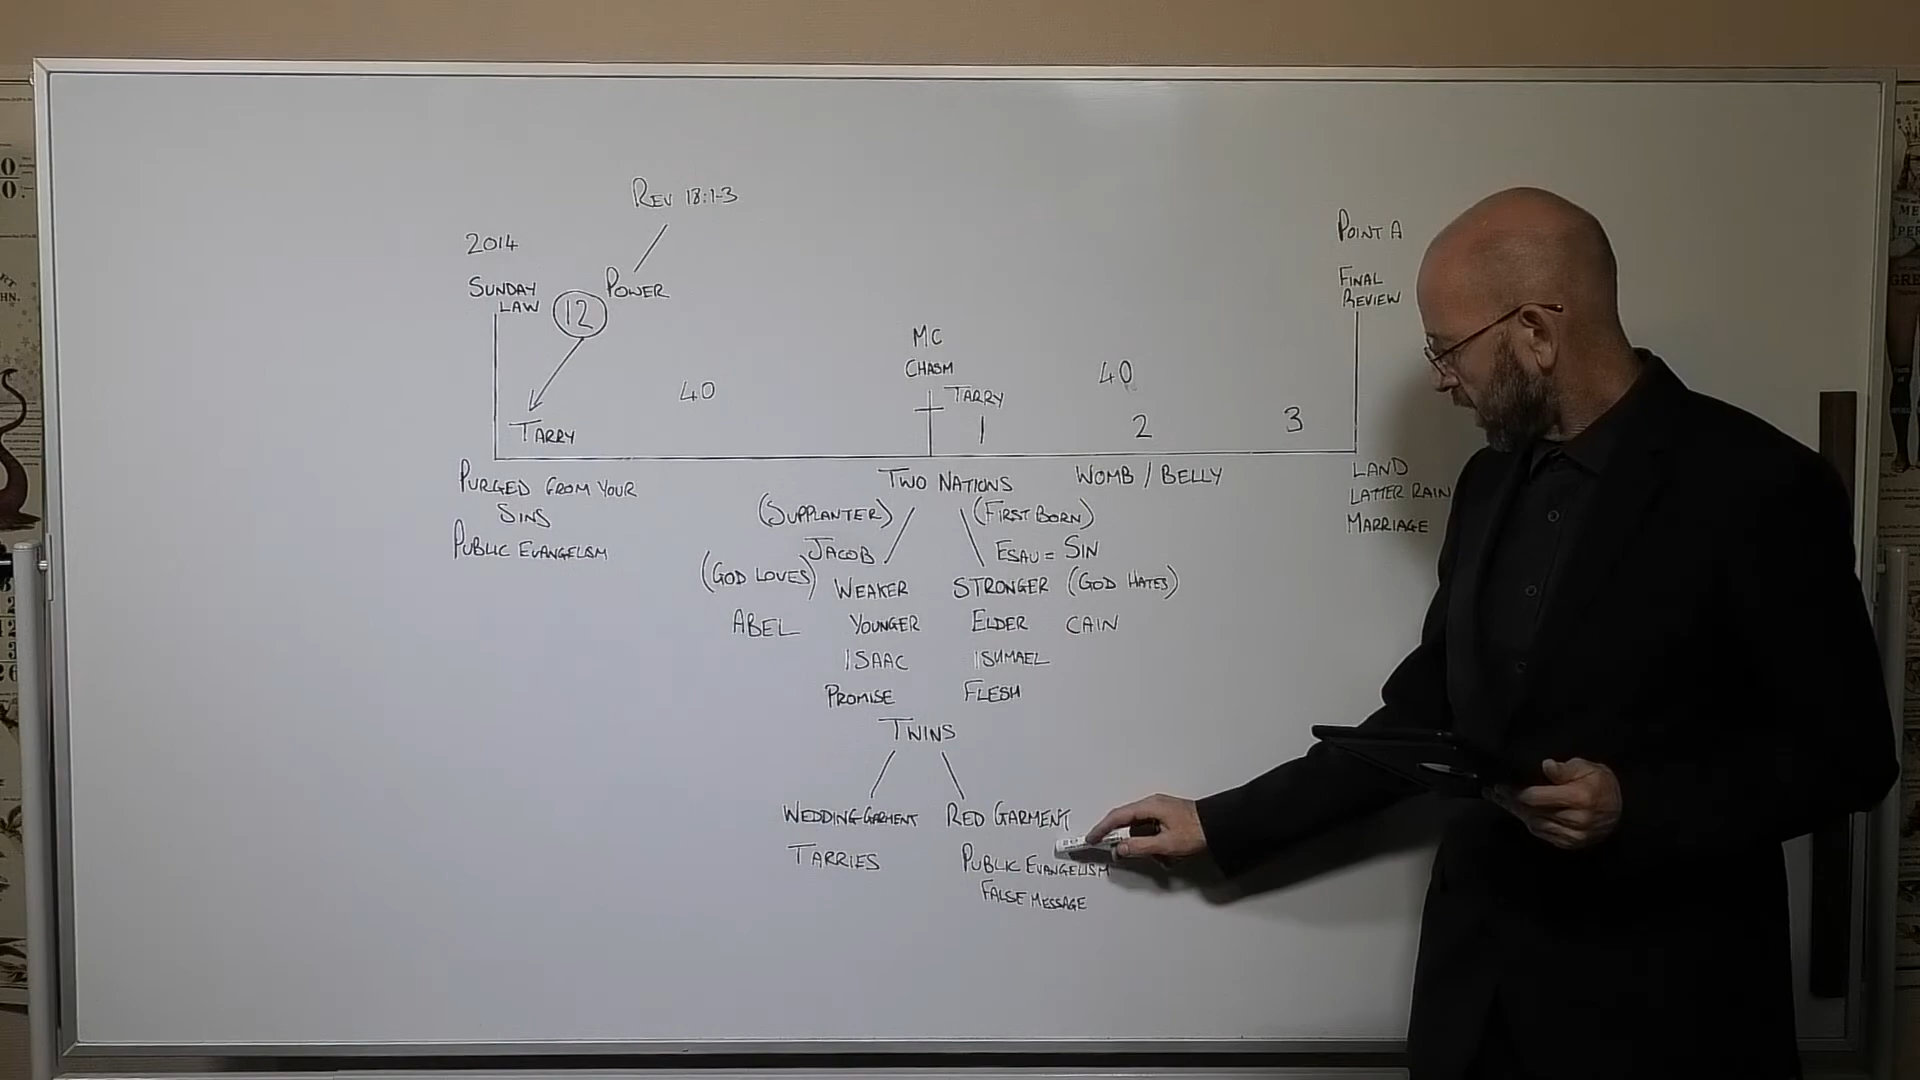 REV 18:1-3
2014
POINT A
SUNDAY LAW
12
POWER
FINAL REVIEW
MC
CHASM
40
TARRY
40
TARRY
1
2
3
PURGED FROM YOUR SINS
PUBLIC EVANGELISM
TWO NATIONS
WOMB / BELLY
LAND
LATTER RAIN
MARRIAGE
(SUPPLANTER)
(FIRST BORN)
JACOB
ESAU = SIN
(GOD LOVES)
WEAKER
STRONGER
(GOD HATES)
ABEL
YOUNGER
ELDER
CAIN
ISAAC
ISHMAEL
PROMISE
FLESH
TWINS
WEDDING GARMENT
RED GARMENT
TARRIES
PUBLIC EVANGELISM
FALSE MESSAGE